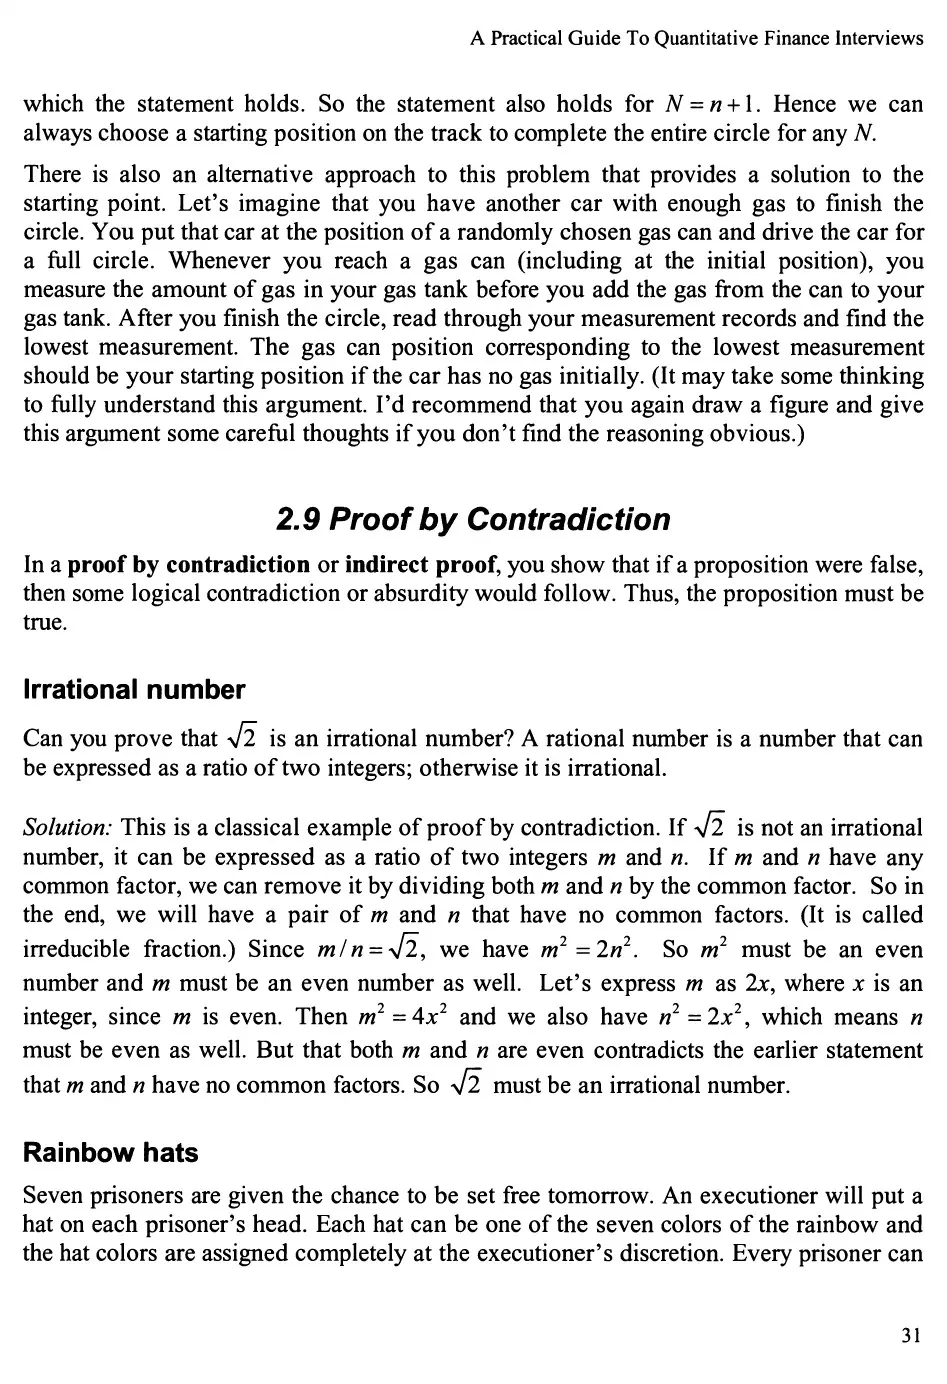 A Practical Guide To Quantitative Finance Interviews
which the statement holds. So the statement also holds for N = n + 1. Hence we can
always choose a starting position on the track to complete the entire circle for any N.
There is also an alternative approach to this problem that provides a solution to the
starting point. Let's imagine that you have another car with enough gas to finish the
circle. You put that car at the position of a randomly chosen gas can and drive the car for
a full circle. Whenever you reach a gas can (including at the initial position), you
measure the amount of gas in your gas tank before you add the gas from the can to your
gas tank. After you finish the circle, read through your measurement records and find the
lowest measurement. The gas can position corresponding to the lowest measurement
should be your starting position if the car has no gas initially. (It may take some thinking
to fully understand this argument. I'd recommend that you again draw a figure and give
this argument some careful thoughts if you don't find the reasoning obvious.)
2.9 Proof by Contradiction
In a proof by contradiction or indirect proof, you show that if a proposition were false,
then some logical contradiction or absurdity would follow. Thus, the proposition must be
true.
Irrational number
Can you prove that √2 is an irrational number? A rational number is a number that can
be expressed as a ratio of two integers; otherwise it is irrational.
Solution: This is a classical example of proof by contradiction. If √2 is not an irrational
number, it can be expressed as a ratio of two integers m and n. If m and n have any
common factor, we can remove it by dividing both m and n by the common factor. So in
the end, we will have a pair of m and n that have no common factors. (It is called
irreducible fraction.) Since m / n = √2, we have m² = 2n². So m² must be an even
number and m must be an even number as well. Let's express m as 2x, where x is an
integer, since m is even. Then m² = 4x² and we also have n² = 2x², which means n
must be even as well. But that both m and n are even contradicts the earlier statement
that m and n have no common factors. So √2 must be an irrational number.
Rainbow hats
Seven prisoners are given the chance to be set free tomorrow. An executioner will put a
hat on each prisoner's head. Each hat can be one of the seven colors of the rainbow and
the hat colors are assigned completely at the executioner's discretion. Every prisoner can
31